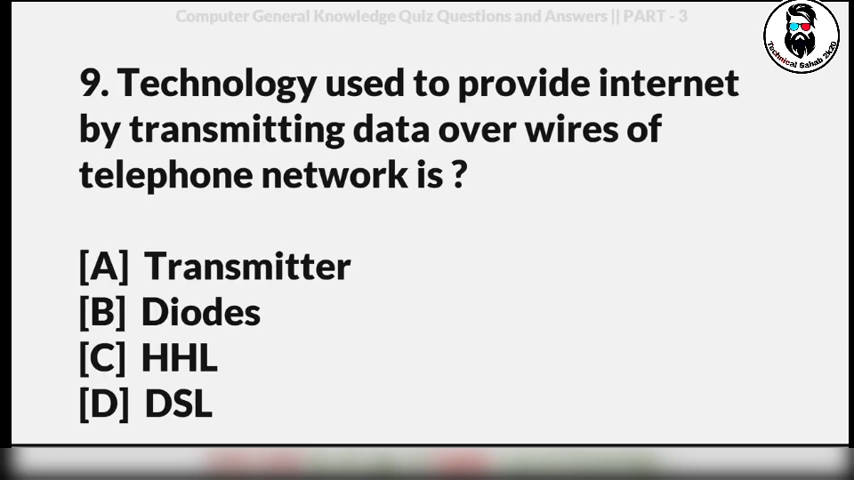 Computer General Knowledge Quiz Questions and Answers || PART - 3
Technical Sahab 2k20
9. Technology used to provide internet
by transmitting data over wires of
telephone network is ?
[A] Transmitter
[B] Diodes
[C] HHL
[D] DSL